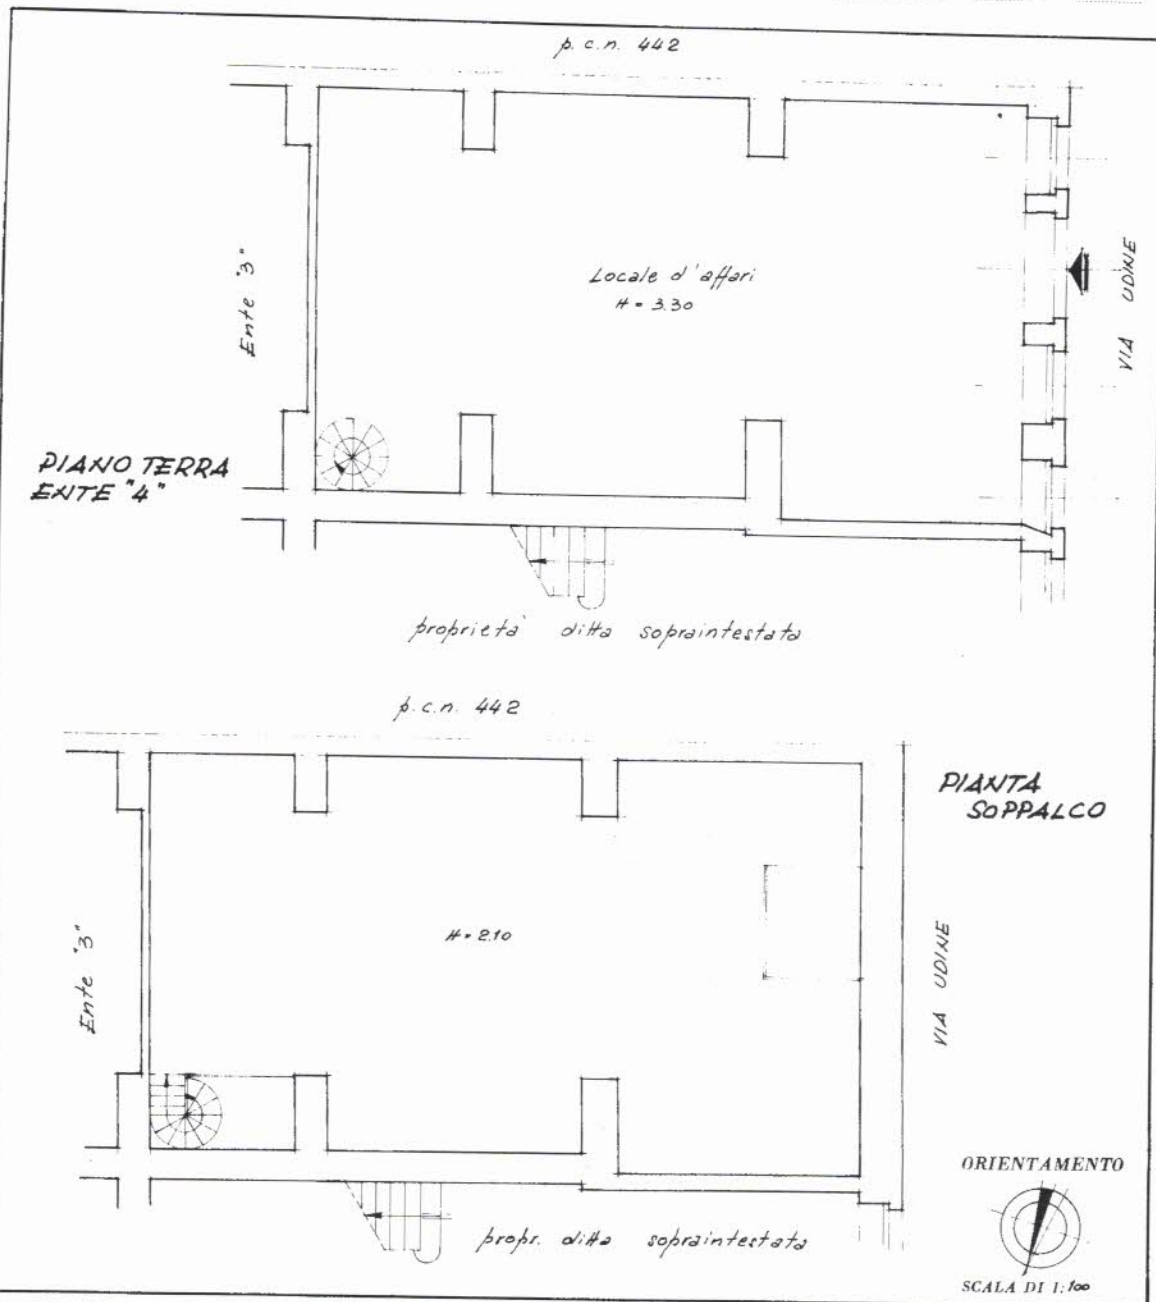 p.c.n. 442
Locale d'affari
H = 3.30
Ente "3"
VIA UDINE
PIANO TERRA
ENTE "4"
proprietà ditta sopraintestata
p.c.n. 442
PIANTA
SOPPALCO
H = 2.10
Ente "3"
VIA UDINE
propr. ditta sopraintestata
ORIENTAMENTO
SCALA DI 1:100